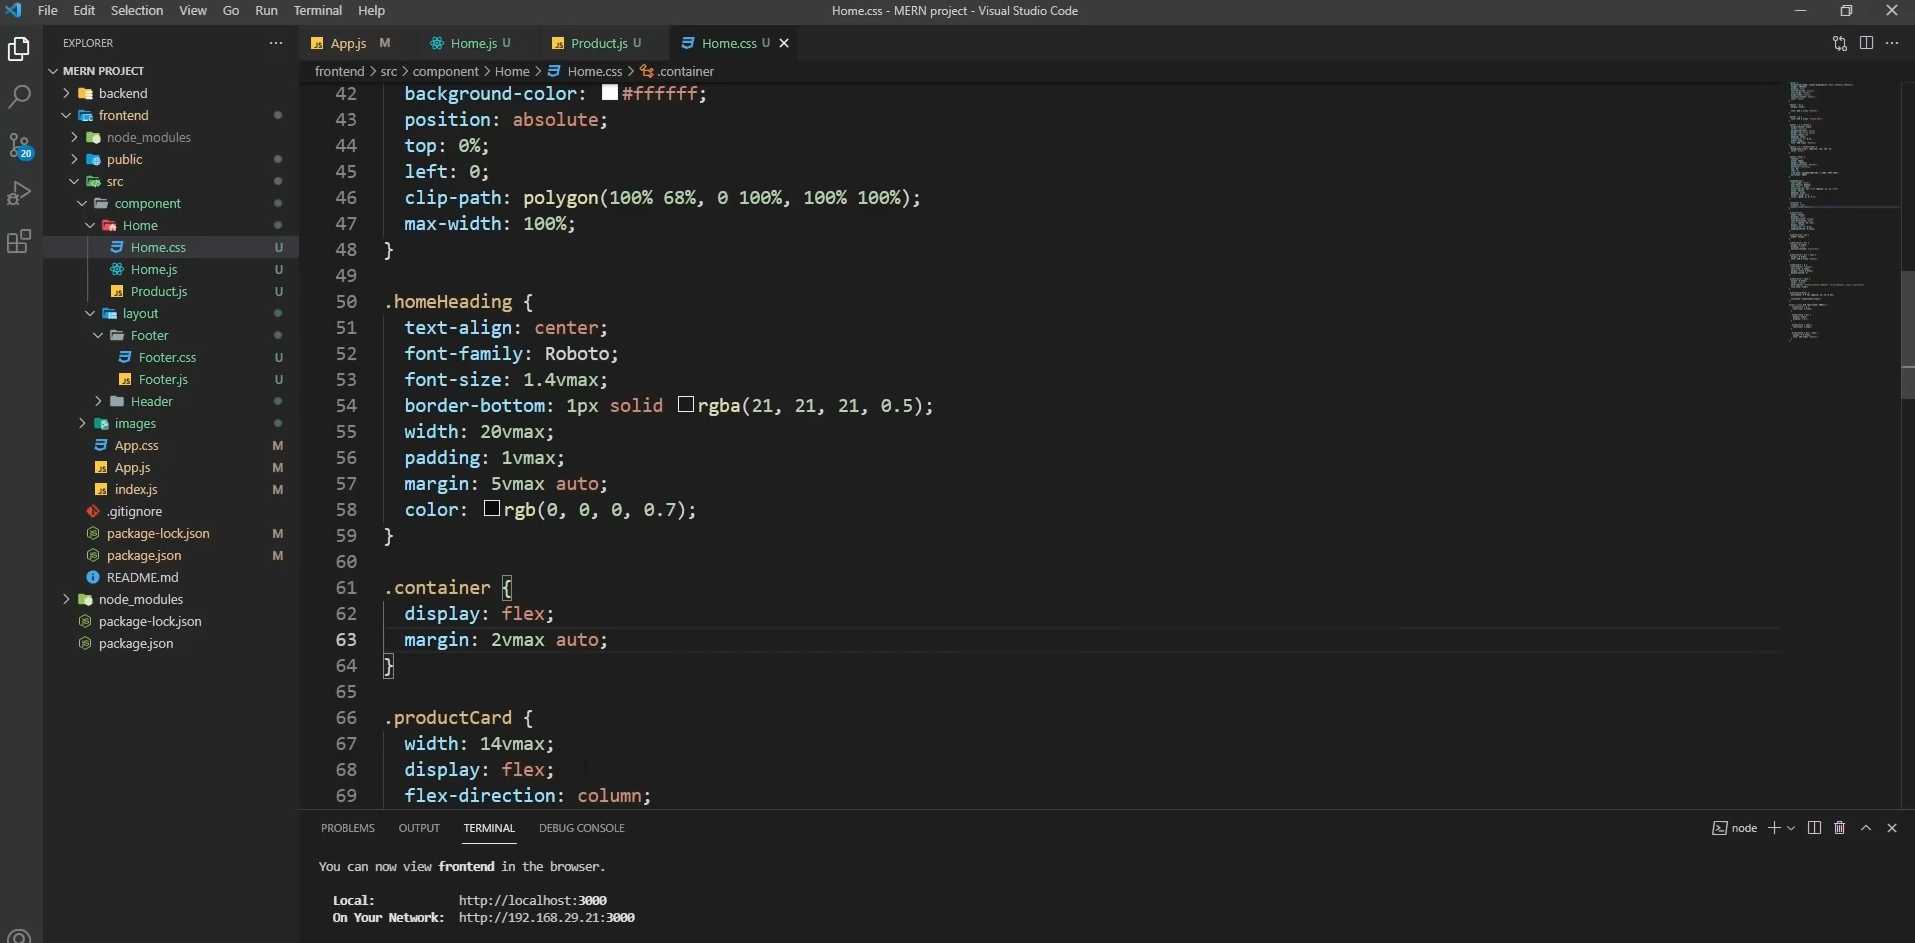 File Edit Selection View Go Run Terminal Help
Home.css - MERN project - Visual Studio Code
EXPLORER
MERN PROJECT
backend
frontend
node_modules
public
src
component
Home
Home.css U
Home.js U
Product.js U
layout
Footer
Footer.css U
Footer.js U
Header
images
App.css M
App.js M
index.js M
.gitignore
package-lock.json M
package.json M
README.md
node_modules
package-lock.json
package.json
20
App.js M Home.js U Product.js U Home.css U
frontend > src > component > Home > Home.css > .container
42 background-color: #ffffff;
43 position: absolute;
44 top: 0%;
45 left: 0;
46 clip-path: polygon(100% 68%, 0 100%, 100% 100%);
47 max-width: 100%;
48 }
49
50 .homeHeading {
51 text-align: center;
52 font-family: Roboto;
53 font-size: 1.4vmax;
54 border-bottom: 1px solid rgba(21, 21, 21, 0.5);
55 width: 20vmax;
56 padding: 1vmax;
57 margin: 5vmax auto;
58 color: rgb(0, 0, 0, 0.7);
59 }
60
61 .container {
62 display: flex;
63 margin: 2vmax auto;
64 }
65
66 .productCard {
67 width: 14vmax;
68 display: flex;
69 flex-direction: column;
PROBLEMS OUTPUT TERMINAL DEBUG CONSOLE
node
You can now view frontend in the browser.
Local: http://localhost:3000
On Your Network: http://192.168.29.21:3000